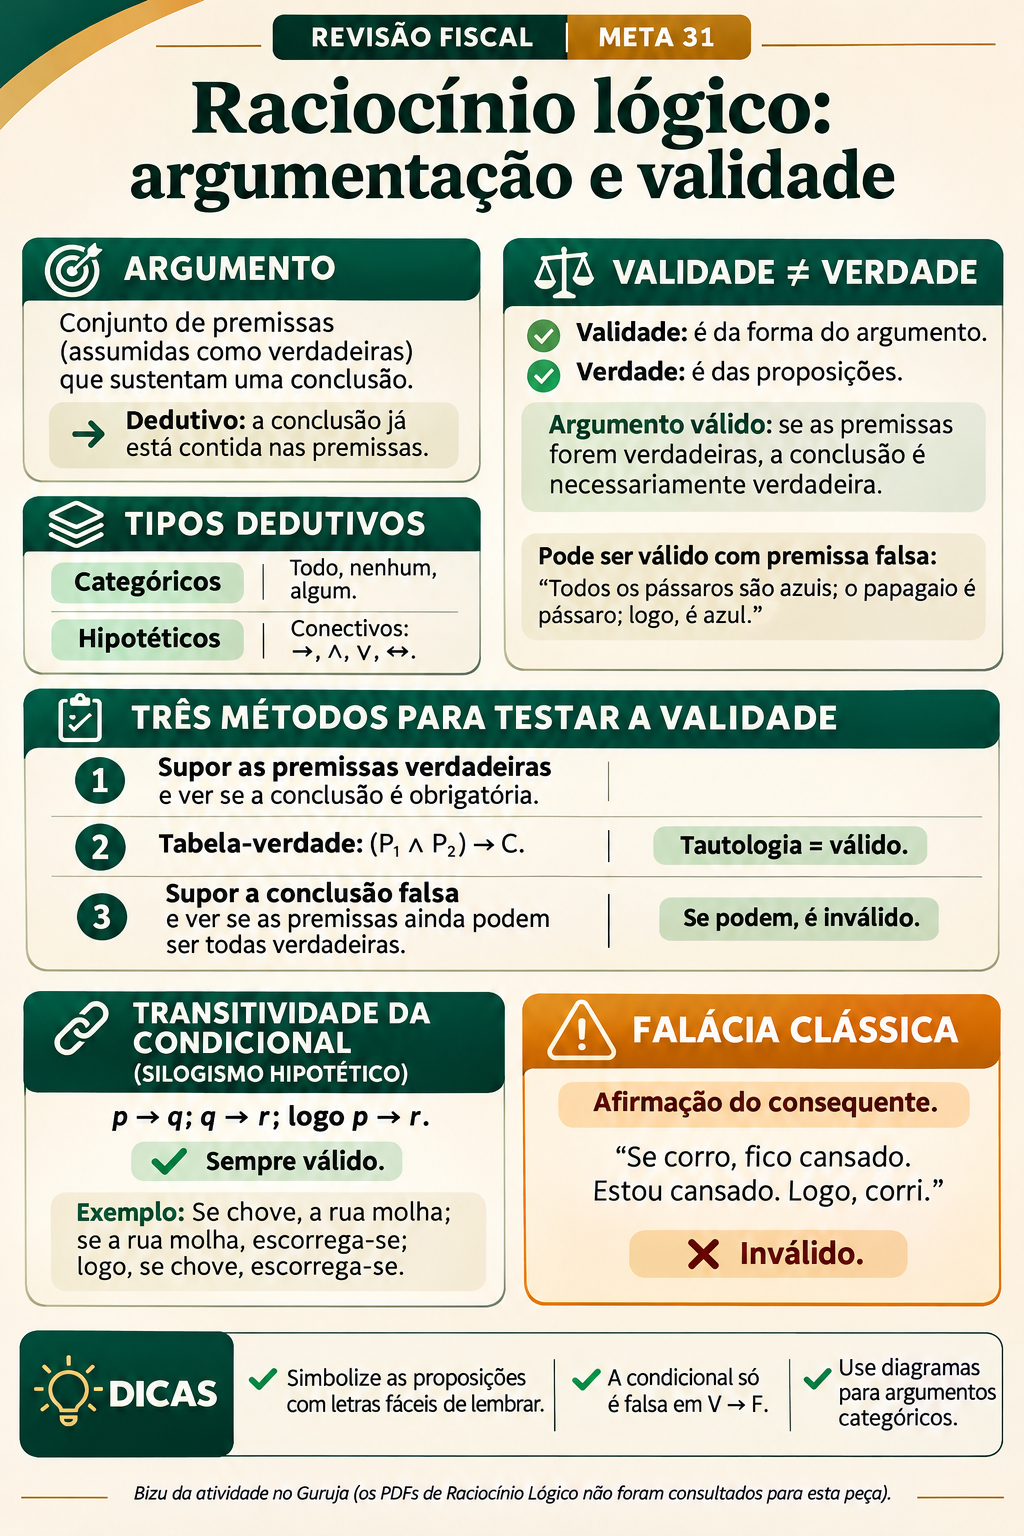 REVISÃO FISCAL | META 31
Raciocínio lógico:
argumentação e validade
ARGUMENTO
Conjunto de premissas
(assumidas como verdadeiras)
que sustentam uma conclusão.
→ Dedutivo: a conclusão já
está contida nas premissas.
VALIDADE ≠ VERDADE
Validade: é da forma do argumento.
Verdade: é das proposições.
Argumento válido: se as premissas
forem verdadeiras, a conclusão é
necessariamente verdadeira.
Pode ser válido com premissa falsa:
“Todos os pássaros são azuis; o papagaio é
pássaro; logo, é azul.”
TIPOS DEDUTIVOS
Categóricos
Todo, nenhum,
algum.
Hipotéticos
Conectivos:
→, ∧, ∨, ↔.
TRÊS MÉTODOS PARA TESTAR A VALIDADE
1
Supor as premissas verdadeiras
e ver se a conclusão é obrigatória.
2
Tabela-verdade: (P₁ ∧ P₂) → C.
Tautologia = válido.
3
Supor a conclusão falsa
e ver se as premissas ainda podem
ser todas verdadeiras.
Se podem, é inválido.
TRANSITIVIDADE DA
CONDICIONAL
(SILOGISMO HIPOTÉTICO)
p → q; q → r; logo p → r.
Sempre válido.
Exemplo: Se chove, a rua molha;
se a rua molha, escorrega-se;
logo, se chove, escorrega-se.
FALÁCIA CLÁSSICA
Afirmação do consequente.
“Se corro, fico cansado.
Estou cansado. Logo, corri.”
Inválido.
DICAS
Simbolize as proposições
com letras fáceis de lembrar.
A condicional só
é falsa em V → F.
Use diagramas
para argumentos
categóricos.
Bizu da atividade no Guruja (os PDFs de Raciocínio Lógico não foram consultados para esta peça).